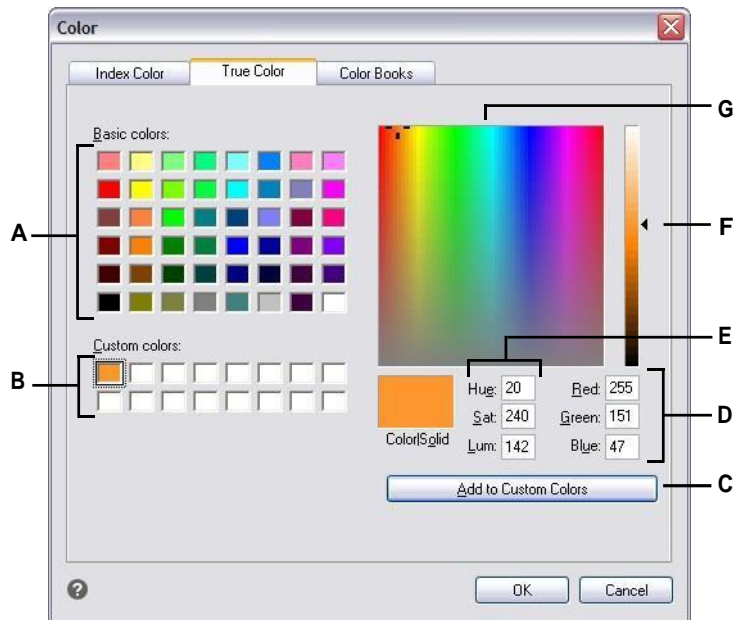 Color
Index Color True Color Color Books
G
Basic colors:
A
F
E
Custom colors:
B
Hue: 20 Red: 255
Sat: 240 Green: 151
D
Color|Solid
Lum: 142 Blue: 47
Add to Custom Colors
C
?
OK Cancel